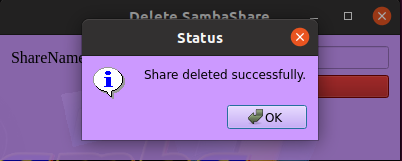 Delete SambaShare
Status
ShareName
Share deleted successfully.
OK